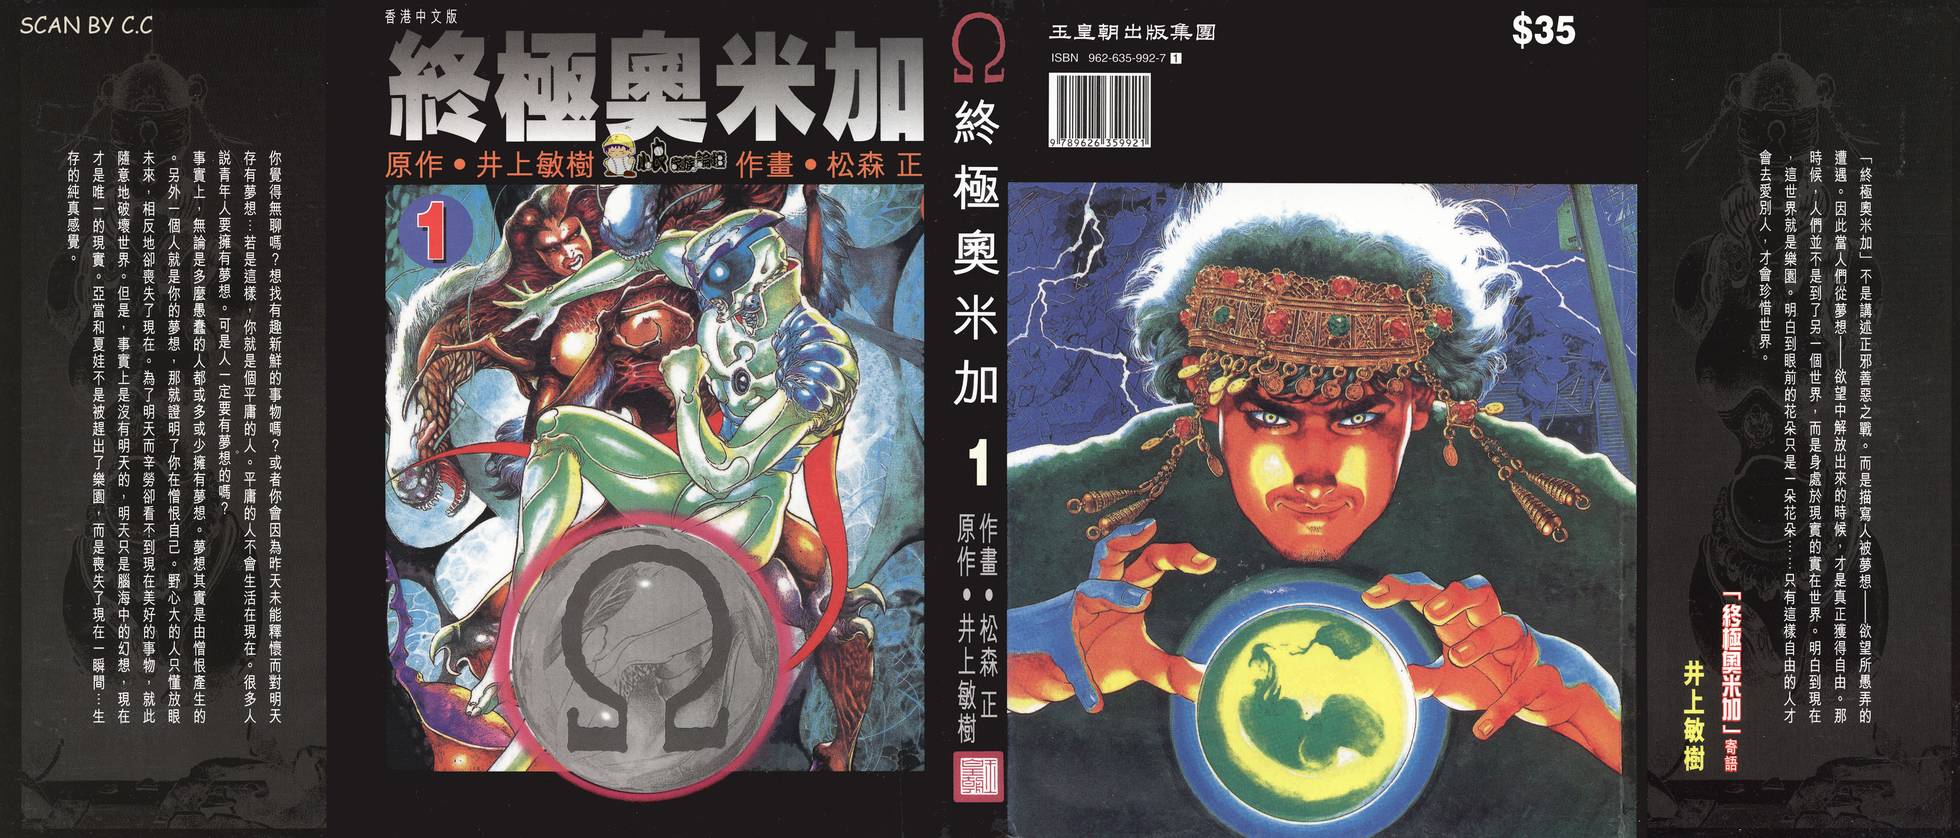 SCAN BY C.C
你覺得無聊嗎？想找有趣新鮮的事物嗎？或者你會因為昨天未能釋懷而對明天
存有夢想…若是這樣，你就是個平庸的人。平庸的人不會生活在現在。很多人
說青年人要擁有夢想。可是人一定要有夢想的嗎？
事實上，無論是多麼愚蠢的人都或多或少擁有夢想。夢想其實是由憎恨產生的
。另外一個人就是你的夢想，那就證明了你在憎恨自己。野心大的人只懂放眼
未來，相反地卻喪失了現在。為了明天而辛勞卻看不到現在美好的事物，就此
隨意地破壞世界。但是，事實上是沒有明天的，明天只是腦海中的幻想，現在
才是唯一的現實。亞當和夏娃不是被趕出了樂園，而是喪失了現在一瞬間…生
存的純真感覺。
香港中文版
終極奧米加
原作●井上敏樹
作畫●松森 正
1
Ω
Ω
終極奧米加
1
作畫●松森 正
原作●井上敏樹
玉皇朝
玉皇朝出版集團
ISBN 962-635-992-7 1
9 789626 359921
$35
「終極奧米加」不是講述正邪善惡之戰。而是描寫人被夢想——欲望所愚弄的
遭遇。因此當人們從夢想——欲望中解放出來的時候，才是真正獲得自由。那
時候，人們並不是到了另一個世界，而是身處於現實的實在世界。明白到現在
，這世界就是樂園。明白到眼前的花朵只是一朵花朵……只有這樣自由的人才
會去愛別人，才會珍惜世界。
「終極奧米加」寄語
井上敏樹